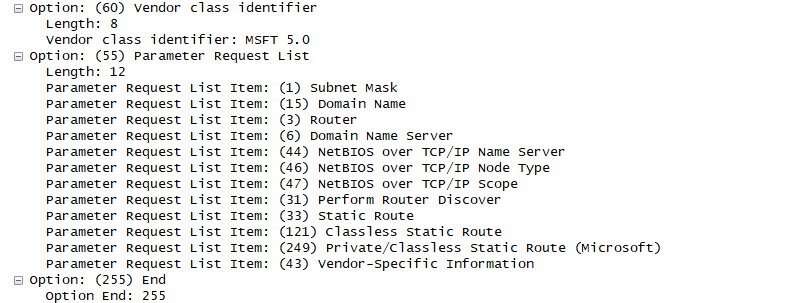 Option: (60) Vendor class identifier
Length: 8
Vendor class identifier: MSFT 5.0
Option: (55) Parameter Request List
Length: 12
Parameter Request List Item: (1) Subnet Mask
Parameter Request List Item: (15) Domain Name
Parameter Request List Item: (3) Router
Parameter Request List Item: (6) Domain Name Server
Parameter Request List Item: (44) NetBIOS over TCP/IP Name Server
Parameter Request List Item: (46) NetBIOS over TCP/IP Node Type
Parameter Request List Item: (47) NetBIOS over TCP/IP Scope
Parameter Request List Item: (31) Perform Router Discover
Parameter Request List Item: (33) Static Route
Parameter Request List Item: (121) Classless Static Route
Parameter Request List Item: (249) Private/Classless Static Route (Microsoft)
Parameter Request List Item: (43) Vendor-Specific Information
Option: (255) End
Option End: 255